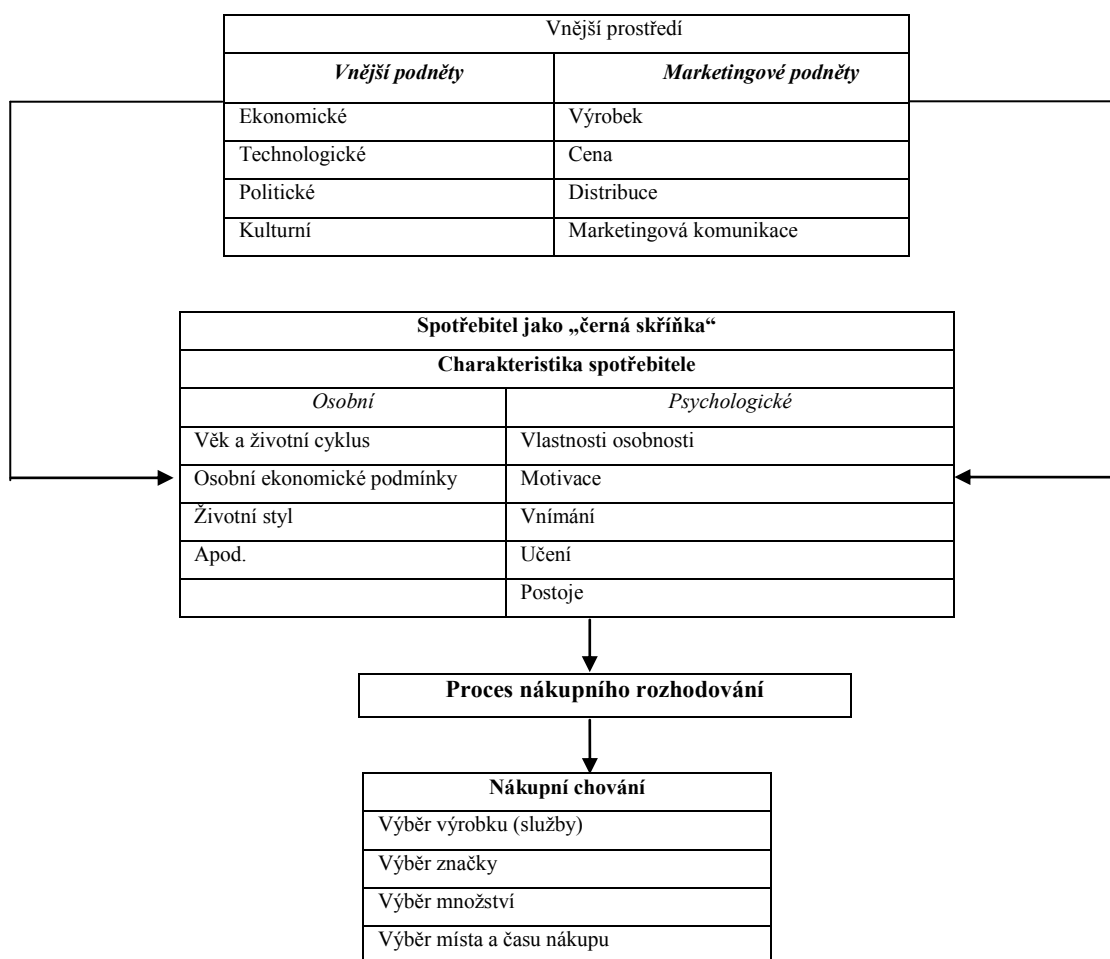 Vnější prostředí
Vnější podněty Marketingové podněty
Ekonomické Výrobek
Technologické Cena
Politické Distribuce
Kulturní Marketingová komunikace
Spotřebitel jako „černá skříňka“
Charakteristika spotřebitele
Osobní Psychologické
Věk a životní cyklus Vlastnosti osobnosti
Osobní ekonomické podmínky Motivace
Životní styl Vnímání
Apod. Učení
Postoje
Proces nákupního rozhodování
Nákupní chování
Výběr výrobku (služby)
Výběr značky
Výběr množství
Výběr místa a času nákupu